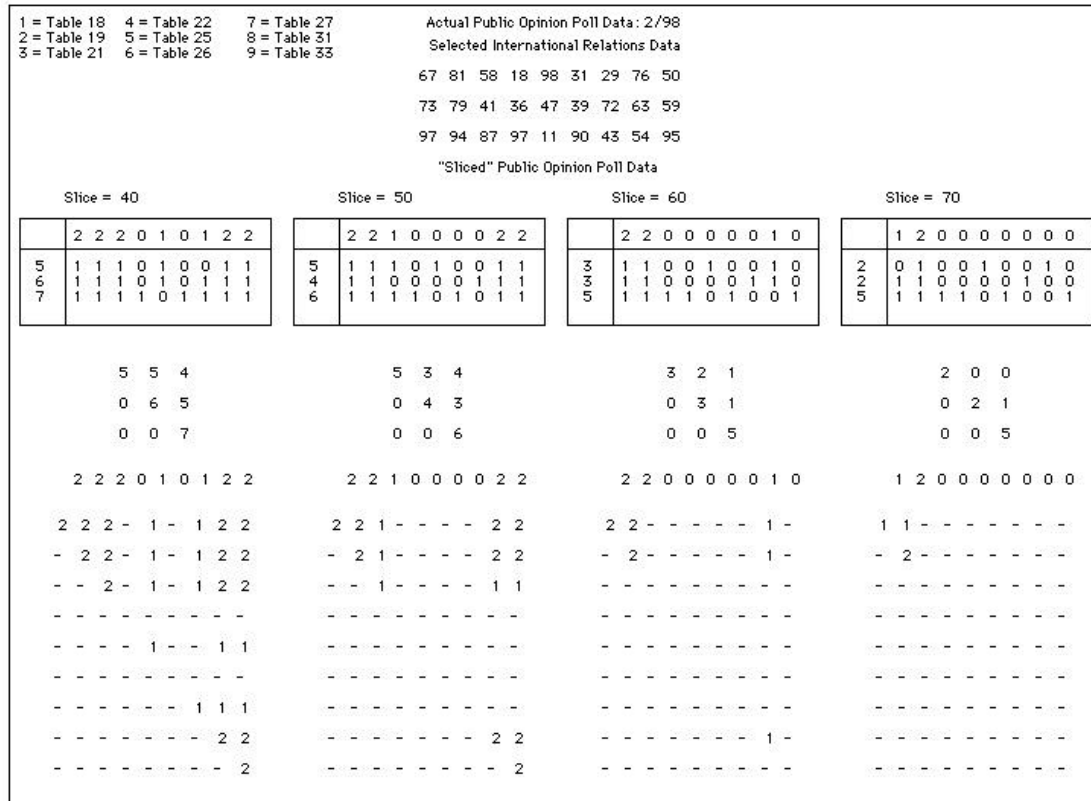 1 = Table 18 4 = Table 22 7 = Table 27
2 = Table 19 5 = Table 25 8 = Table 31
3 = Table 21 6 = Table 26 9 = Table 33
Actual Public Opinion Poll Data: 2/98
Selected International Relations Data
67 81 58 18 98 31 29 76 50
73 79 41 36 47 39 72 63 59
97 94 87 97 11 90 43 54 95
"Sliced" Public Opinion Poll Data
Slice = 40 Slice = 50 Slice = 60 Slice = 70
2 2 2 0 1 0 1 2 2 2 2 1 0 0 0 0 2 2 2 2 0 0 0 0 0 1 0 1 2 0 0 0 0 0 0 0
5 1 1 1 0 1 0 0 1 1 5 1 1 1 0 1 0 0 1 1 3 1 1 0 0 1 0 0 1 0 2 0 1 0 0 1 0 0 1 0
6 1 1 1 0 1 0 1 1 1 4 1 1 0 0 0 0 1 1 1 3 1 1 0 0 0 0 1 1 0 2 1 1 0 0 0 0 1 0 0
7 1 1 1 1 0 1 1 1 1 6 1 1 1 1 0 1 0 1 1 5 1 1 1 1 0 1 0 0 1 5 1 1 1 1 0 1 0 0 1
5 5 4 5 3 4 3 2 1 2 0 0
0 6 5 0 4 3 0 3 1 0 2 1
0 0 7 0 0 6 0 0 5 0 0 5
2 2 2 0 1 0 1 2 2 2 2 1 0 0 0 0 2 2 2 2 0 0 0 0 0 1 0 1 2 0 0 0 0 0 0 0
2 2 2 - 1 - 1 2 2 2 2 1 - - - - 2 2 2 2 - - - - - 1 - 1 1 - - - - - - -
- 2 2 - 1 - 1 2 2 - 2 1 - - - - 2 2 - 2 - - - - - 1 - - 2 - - - - - - -
- - 2 - 1 - 1 2 2 - - 1 - - - - 1 1 - - - - - - - - - - - - - - - - - -
- - - - - - - - - - - - - - - - - - - - - - - - - - - - - - - - - - - -
- - - - 1 - - 1 1 - - - - - - - - - - - - - - - - - - - - - - - - - - -
- - - - - - - - - - - - - - - - - - - - - - - - - - - - - - - - - - - -
- - - - - - 1 1 1 - - - - - - - - - - - - - - - - - - - - - - - - - - -
- - - - - - - 2 2 - - - - - - - 2 2 - - - - - - - 1 - - - - - - - - - -
- - - - - - - - 2 - - - - - - - - 2 - - - - - - - - - - - - - - - - - -